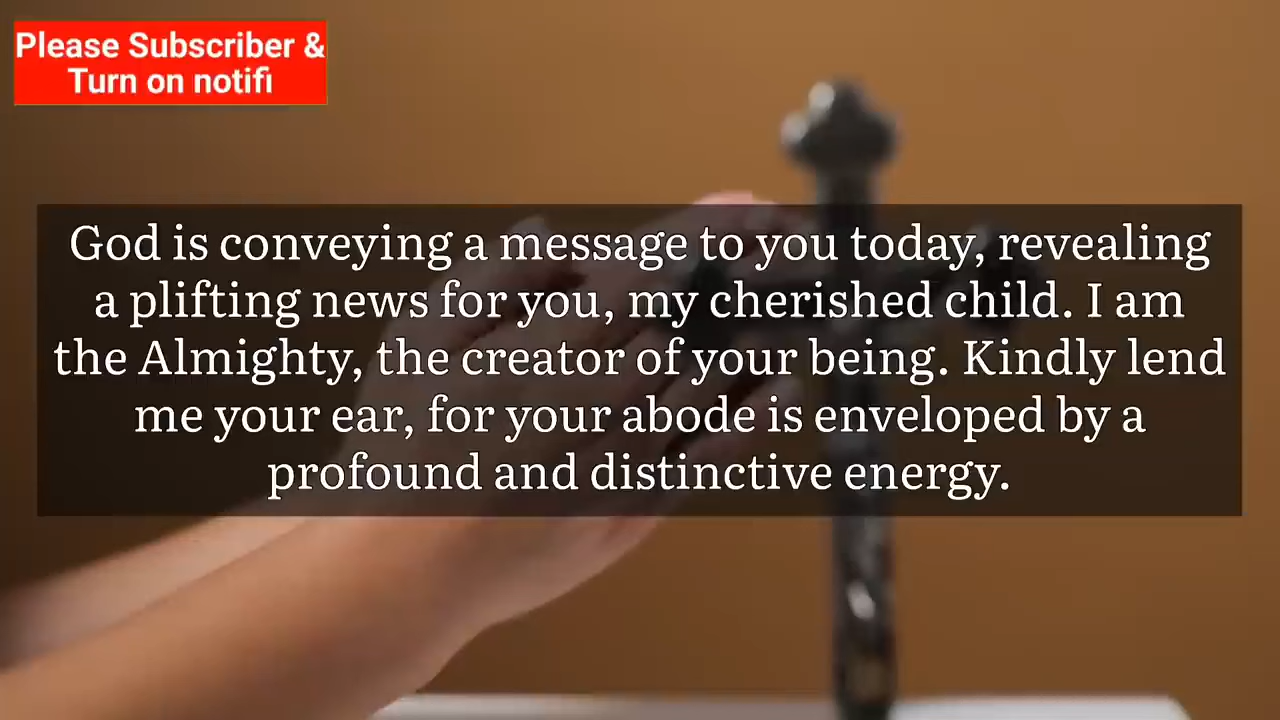 Please Subscriber &
Turn on notifi
God is conveying a message to you today, revealing
a plifting news for you, my cherished child. I am
the Almighty, the creator of your being. Kindly lend
me your ear, for your abode is enveloped by a
profound and distinctive energy.